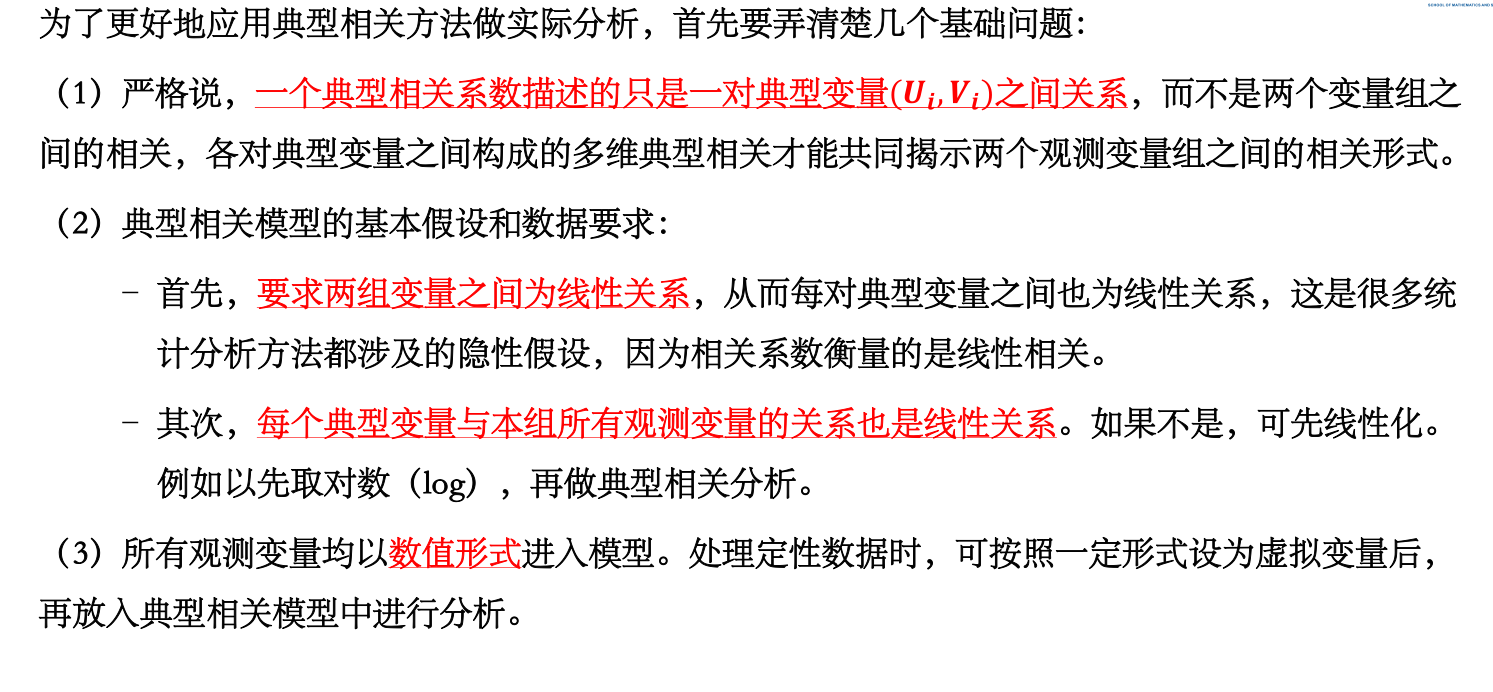 SCHOOL OF MATHEMATICS AND S
为了更好地应用典型相关方法做实际分析，首先要弄清楚几个基础问题：
（1）严格说，一个典型相关系数描述的只是一对典型变量(Uᵢ,Vᵢ)之间关系，而不是两个变量组之
间的相关，各对典型变量之间构成的多维典型相关才能共同揭示两个观测变量组之间的相关形式。
（2）典型相关模型的基本假设和数据要求：
− 首先，要求两组变量之间为线性关系，从而每对典型变量之间也为线性关系，这是很多统
计分析方法都涉及的隐性假设，因为相关系数衡量的是线性相关。
− 其次，每个典型变量与本组所有观测变量的关系也是线性关系。如果不是，可先线性化。
例如以先取对数（log），再做典型相关分析。
（3）所有观测变量均以数值形式进入模型。处理定性数据时，可按照一定形式设为虚拟变量后，
再放入典型相关模型中进行分析。